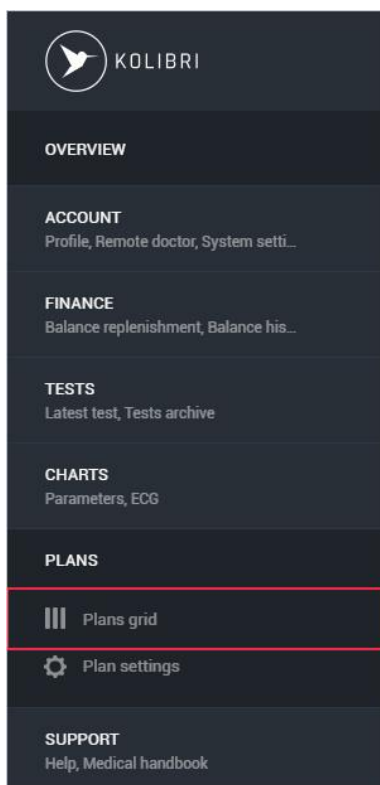 KOLIBRI
OVERVIEW
ACCOUNT
Profile, Remote doctor, System setti...
FINANCE
Balance replenishment, Balance his...
TESTS
Latest test, Tests archive
CHARTS
Parameters, ECG
PLANS
Plans grid
Plan settings
SUPPORT
Help, Medical handbook